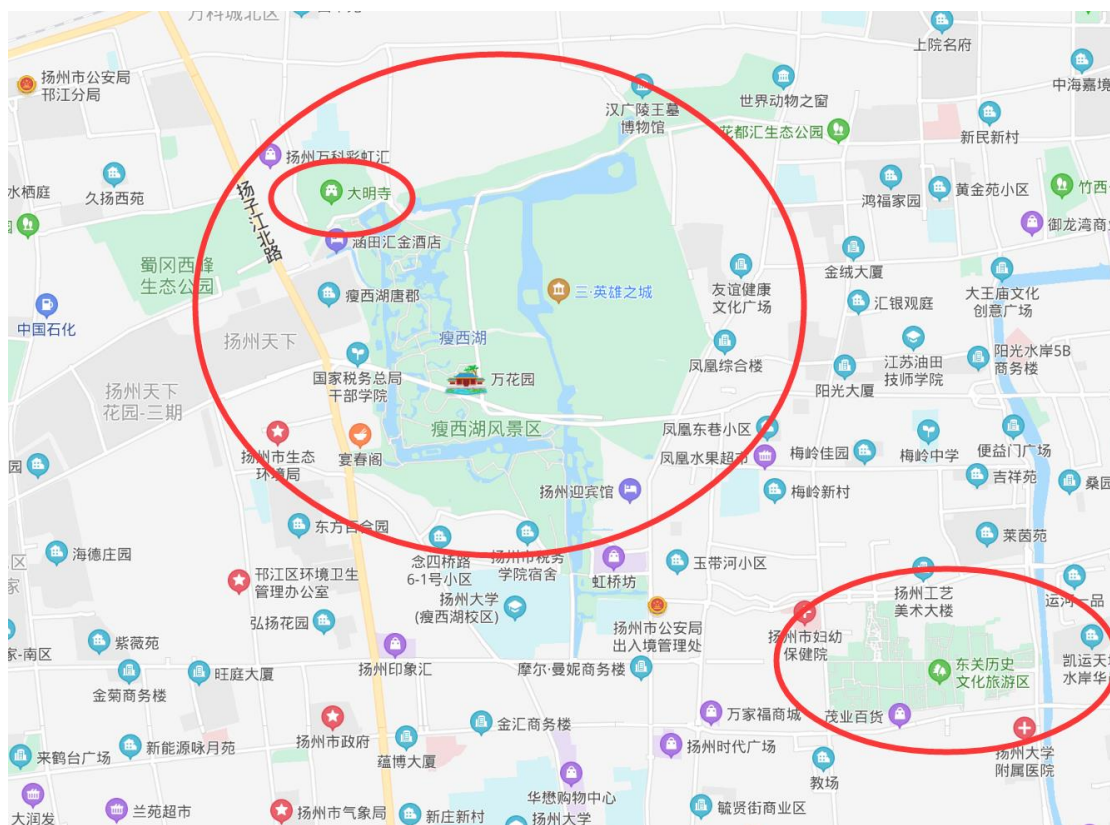 万科城北区
上院名府
扬州市公安局
邗江分局
中海嘉境
世界动物之窗
汉广陵王墓
博物馆
花都汇生态公园
新民新村
扬州万科彩虹汇
大明寺
水栖庭
久扬西苑
鸿福家园
黄金苑小区
竹西
御龙湾商业
扬子江北路
涵田汇金酒店
金绒大厦
蜀冈西峰
生态公园
瘦西湖唐郡
三·英雄之城
友谊健康
文化广场
汇银观庭
大王庙文化
创意广场
中国石化
扬州天下
瘦西湖
江苏油田
技师学院
阳光水岸5B
商务楼
国家税务总局
干部学院
万花园
凤凰综合楼
阳光大厦
扬州天下
花园-三期
瘦西湖风景区
凤凰东巷小区
扬州市生态
环境局
宴春阁
凤凰水果超市
梅岭佳园
梅岭中学
便益门广场
园
吉祥苑
桑园
扬州迎宾馆
梅岭新村
东方百合园
莱茵苑
海德庄园
念四桥路
6-1号小区
扬州市税务
学院宿舍
虹桥坊
玉带河小区
区
家
邗江区环境卫生
管理办公室
扬州大学
(瘦西湖校区)
扬州工艺
美术大楼
运河一品
弘扬花园
扬州市公安局
出入境管理处
扬州市妇幼
保健院
紫薇苑
家-南区
扬州印象汇
摩尔·曼妮商务楼
东关历史
文化旅游区
凯运天
水岸华
金菊商务楼
旺庭大厦
万家福商城
茂业百货
金汇商务楼
扬州市政府
扬州时代广场
扬州大学
附属医院
来鹤台广场
新能源咏月苑
蕴博大厦
教场
华懋购物中心
大润发
兰苑超市
扬州市气象局
新庄新村
扬州大学
毓贤街商业区